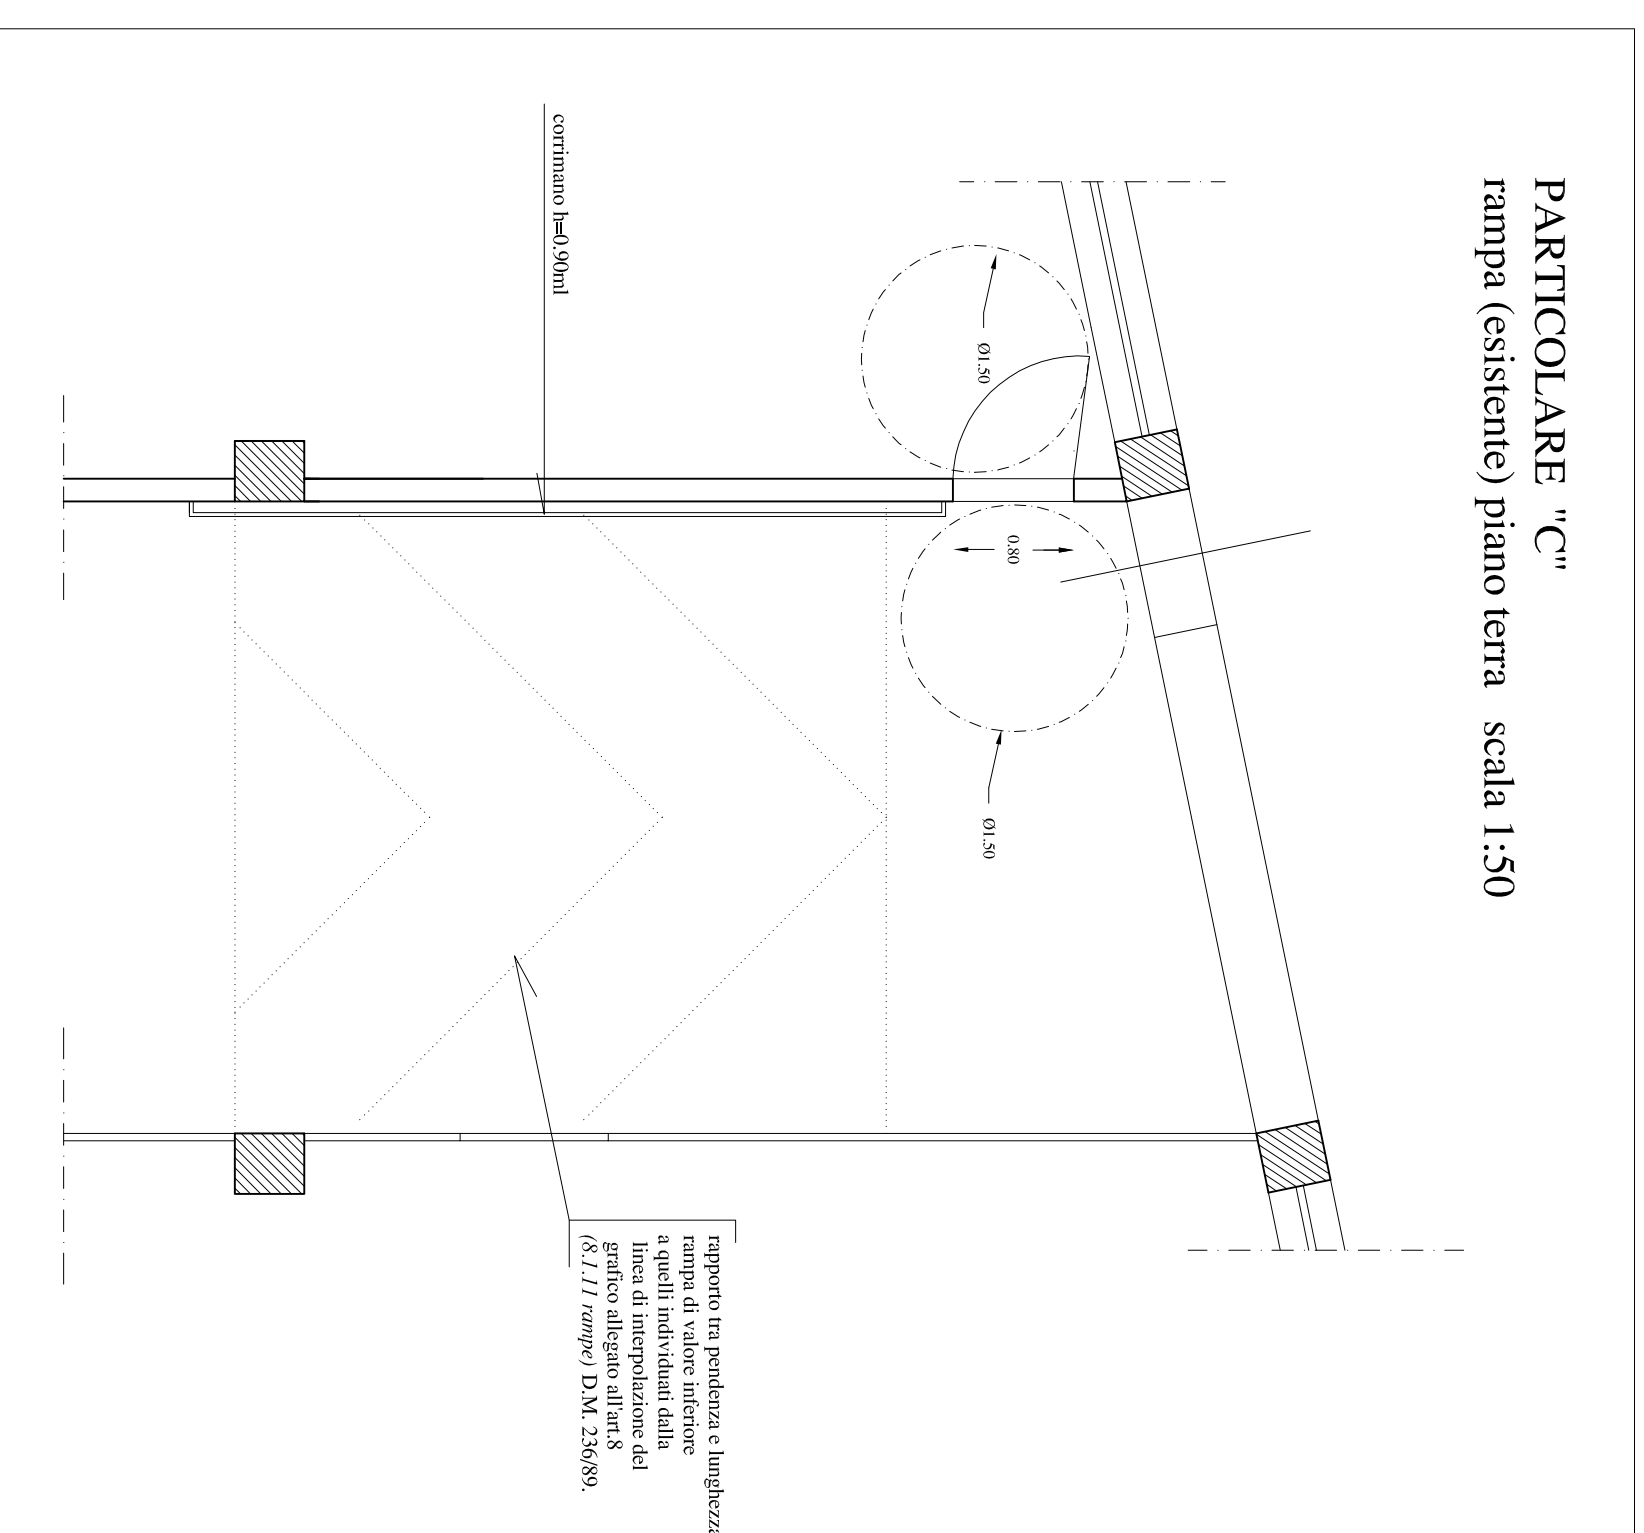 PARTICOLARE "C"
rampa (esistente) piano terra scala 1:50
corrimano h=0.90ml
Ø1.50
0.80
Ø1.50
rapporto tra pendenza e lunghezza
rampa di valore inferiore
a quelli individuati dalla
linea di interpolazione del
grafico allegato all'art.8
(8.1.11 rampe) D.M. 236/89.